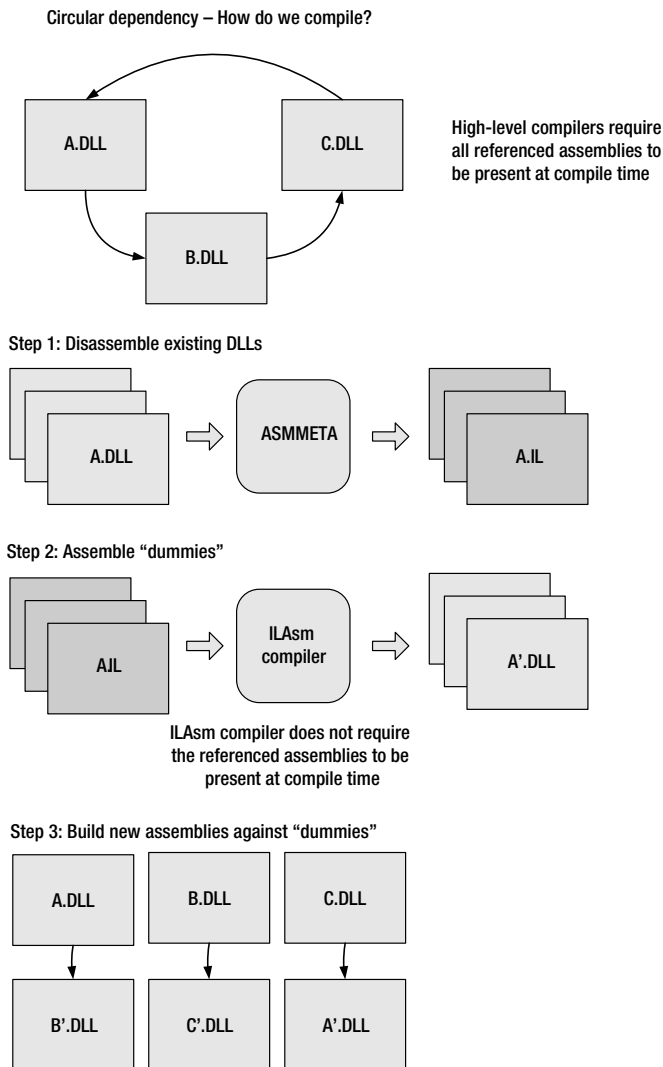 Circular dependency – How do we compile?
A.DLL
C.DLL
High-level compilers require
all referenced assemblies to
be present at compile time
B.DLL
Step 1: Disassemble existing DLLs
A.DLL
ASMMETA
A.IL
Step 2: Assemble “dummies”
A.IL
ILAsm
compiler
A’.DLL
ILAsm compiler does not require
the referenced assemblies to be
present at compile time
Step 3: Build new assemblies against “dummies”
A.DLL
B.DLL
C.DLL
B’.DLL
C’.DLL
A’.DLL